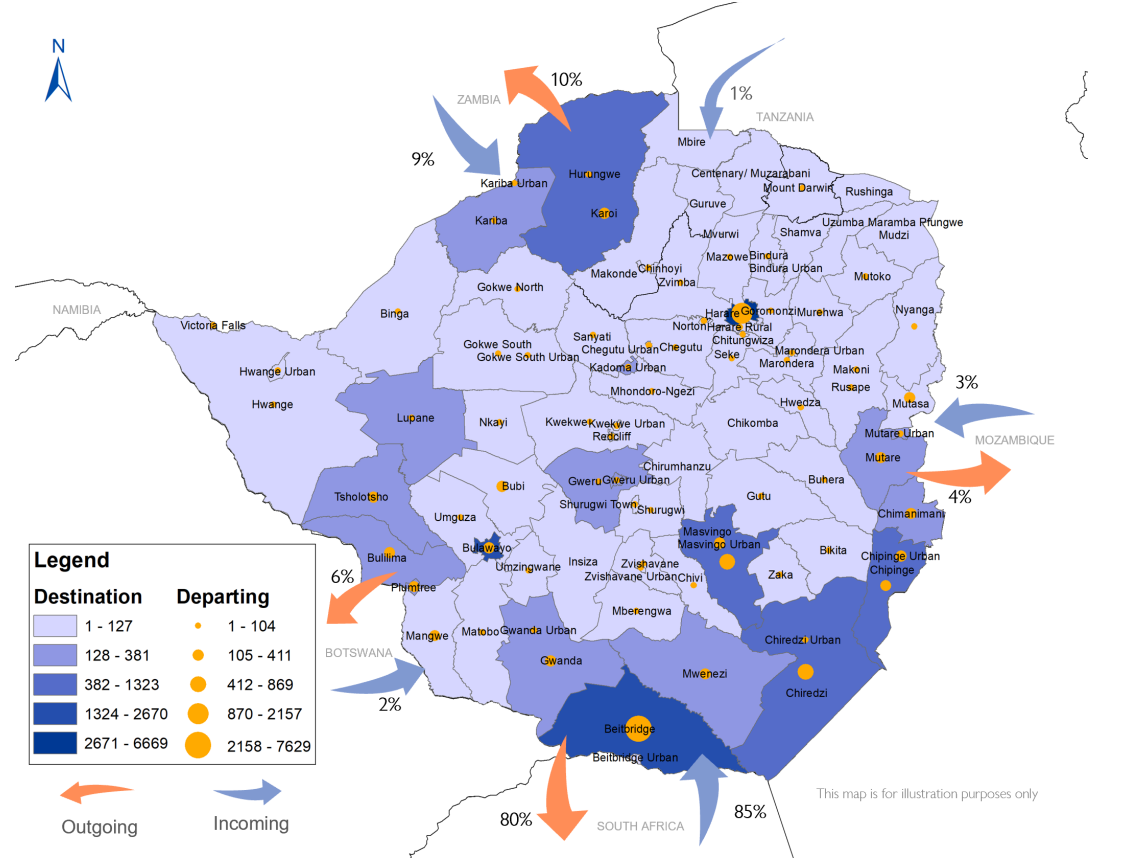 N
10%
ZAMBIA
1%
TANZANIA
9%
Mbire
Centenary/ Muzarabani
Hurungwe
Kariba Urban
Mount Darwin
Rushinga
Guruve
Karoi
Kariba
Uzumba Maramba Pfungwe
Mvurwi
Shamva
Mudzi
Mazowe
Bindura
Bindura Urban
Chinhoyi
Makonde
Zvimba
Mutoko
Gokwe North
NAMIBIA
Binga
Harare
Goromonzi
Murehwa
Nyanga
Victoria Falls
Norton
Harare Rural
Sanyati
Chitungwiza
Gokwe South
Chegutu Urban
Chegutu
Gokwe South Urban
Seke
Marondera Urban
Marondera
Kadoma Urban
Makoni
Hwange Urban
Rusape
3%
Mhondoro-Ngezi
Hwange
Hwedza
Mutasa
Lupane
Nkayi
Kwekwe
Kwekwe Urban
Chikomba
Redcliff
Mutare Urban
MOZAMBIQUE
Mutare
Chirumhanzu
Gweru
Gweru Urban
Buhera
Bubi
Tsholotsho
Gutu
4%
Shurugwi Town
Shurugwi
Chimanimani
Umguza
Masvingo
Masvingo Urban
Bulawayo
Bikita
Chipinge Urban
Bulilima
Insiza
Zvishavane
Umzingwane
Chipinge
Zvishavane Urban
Chivi
Zaka
6%
Plumtree
Mberengwa
Mangwe
Matobo
Gwanda Urban
Chiredzi Urban
BOTSWANA
Gwanda
Mwenezi
Chiredzi
2%
Beitbridge
Beitbridge Urban
80%
SOUTH AFRICA
85%
This map is for illustration purposes only
Legend
Destination Departing
1 - 127 1 - 104
128 - 381 105 - 411
382 - 1323 412 - 869
1324 - 2670 870 - 2157
2671 - 6669 2158 - 7629
Outgoing Incoming